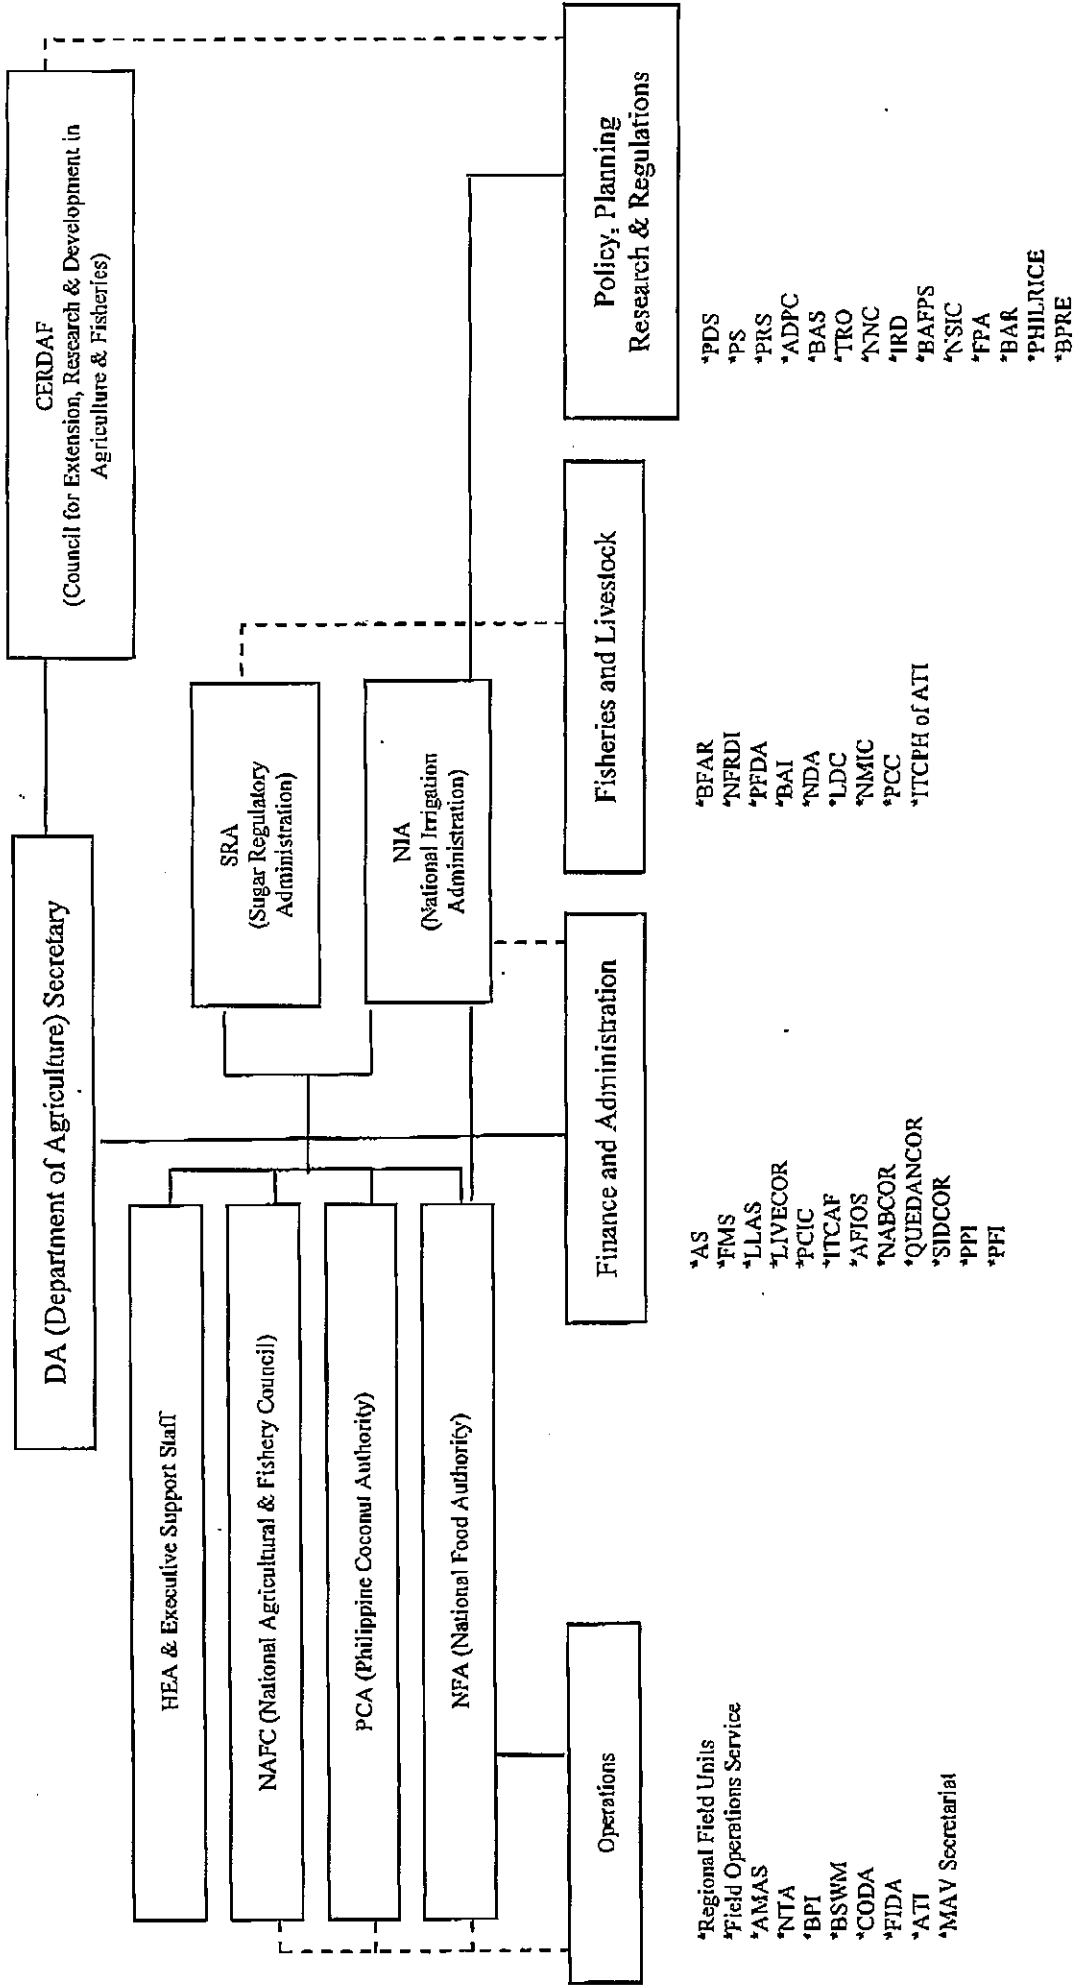 DA (Department of Agriculture) Secretary
CERDAF
(Council for Extension, Research & Development in
Agriculture & Fisheries)
HEA & Executive Support Staff
NAFC (National Agricultural & Fishery Council)
PCA (Philippine Coconut Authority)
NFA (National Food Authority)
SRA
(Sugar Regulatory
Administration)
NIA
(National Irrigation
Administration)
Operations
*Regional Field Units
*Field Operations Service
*AMAS
*NTA
*BPI
*BSWM
*CODA
*FIDA
*ATI
*MAV Secretariat
Finance and Administration
*AS
*FMS
*LLAS
*LIVECOR
*PCIC
*ITCAF
*AFIOS
*NABCOR
*QUEDANCOR
*SIDCOR
*PPI
*PFI
Fisheries and Livestock
*BFAR
*NFRDI
*PFDA
*BAI
*NDA
*LDC
*NMIC
*PCC
*ITCPH of ATI
Policy, Planning
Research & Regulations
*PDS
*PS
*PRS
*ADPC
*BAS
*TRO
*NNC
*IRD
*BAFPS
*NSIC
*FPA
*BAR
*PHILRICE
*BPRE